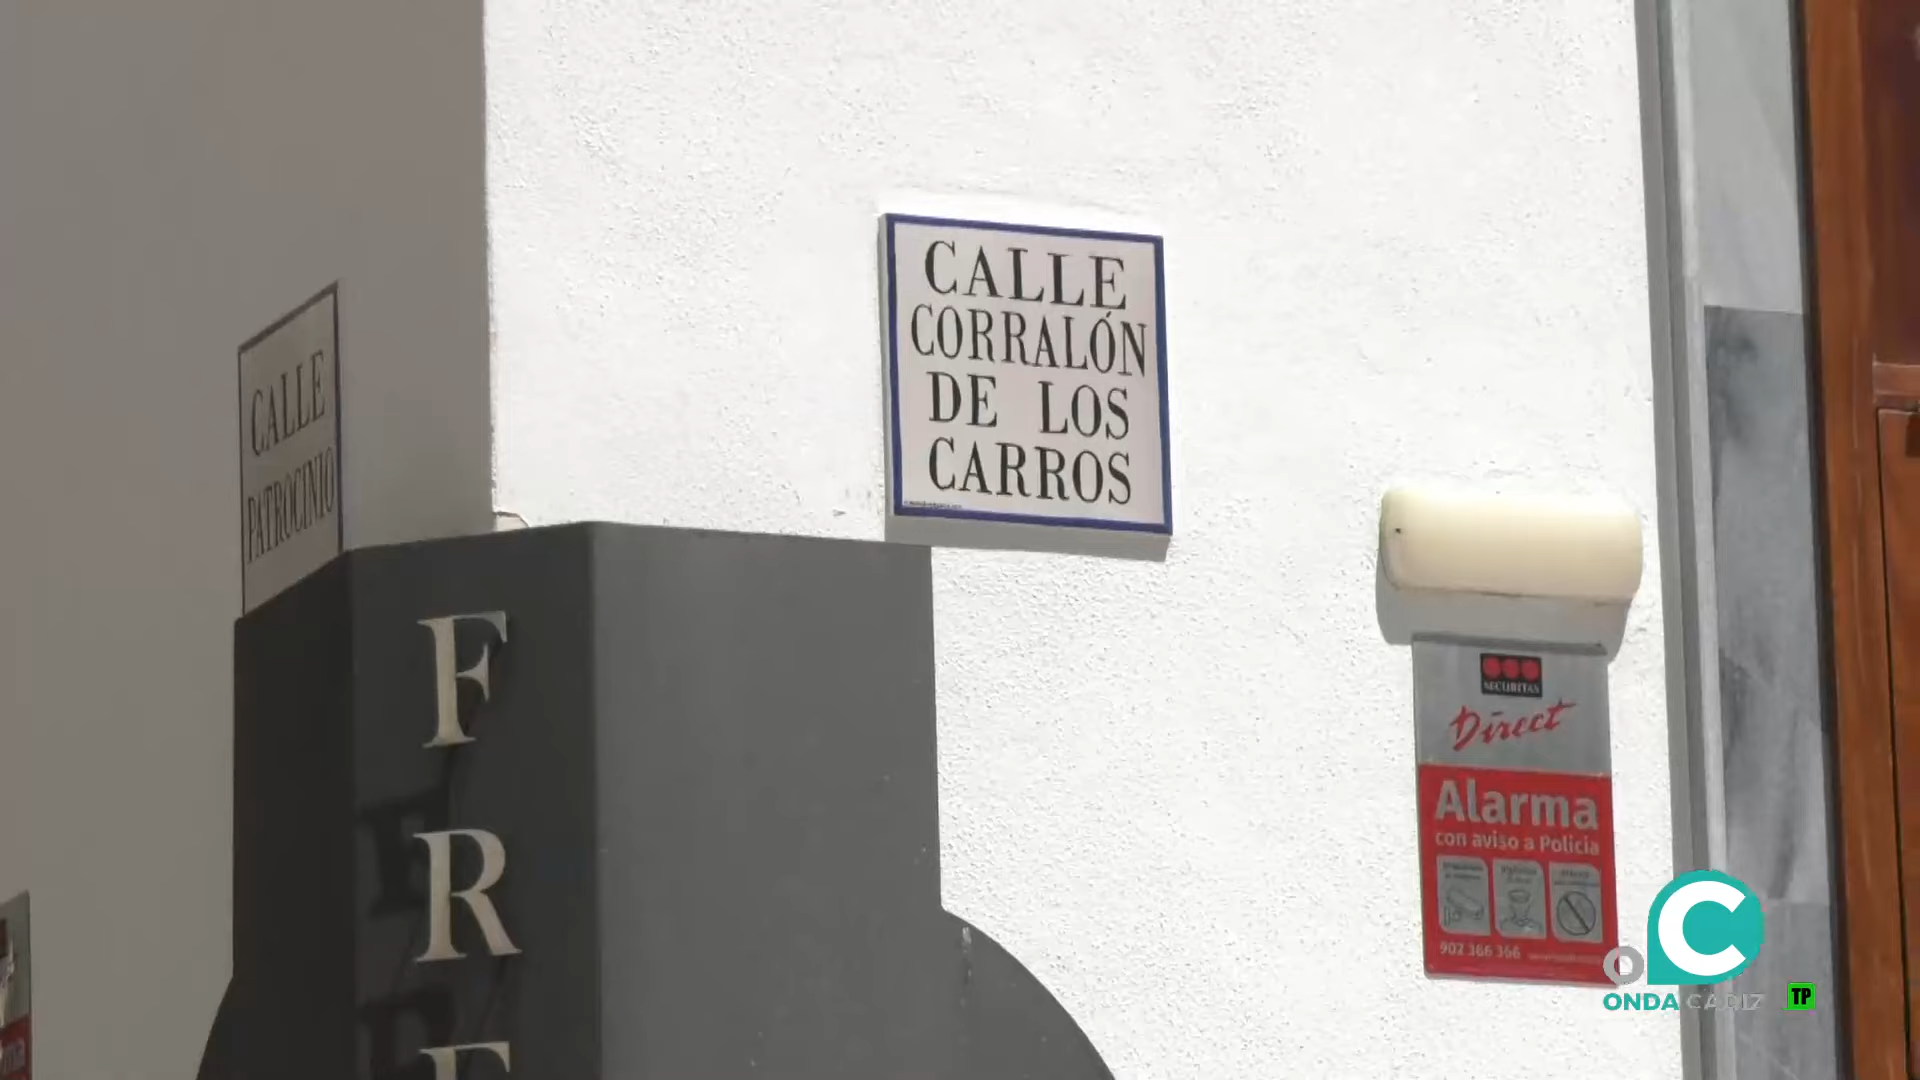 CALLE
PATROCINIO
CALLE
CORRALÓN
DE LOS
CARROS
F
R
SECURITAS
Direct
Alarma
con aviso a Policía
902 366 366
ONDA CADIZ
TP